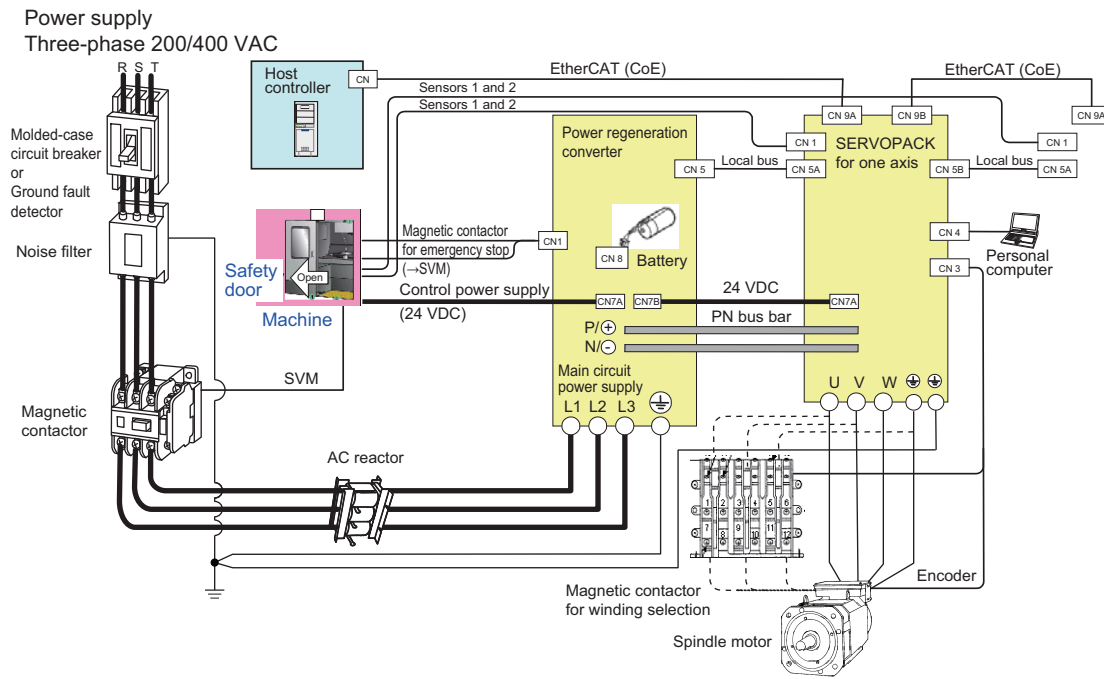 Power supply
Three-phase 200/400 VAC
R S T
Molded-case
circuit breaker
or
Ground fault
detector
Noise filter
Magnetic
contactor
Host
controller
CN
EtherCAT (CoE)
Sensors 1 and 2
Sensors 1 and 2
EtherCAT (CoE)
CN 9A
CN 9B
CN 9A
Power regeneration
converter
CN 1
SERVOPACK
for one axis
CN 1
CN 5
Local bus
CN 5A
CN 5B
Local bus
CN 5A
Safety
door
Open
Machine
Magnetic contactor
for emergency stop
(→SVM)
CN1
CN 8
Battery
CN 4
Personal
computer
CN 3
Control power supply
(24 VDC)
CN7A
CN7B
24 VDC
CN7A
PN bus bar
P/+
N/-
SVM
Main circuit
power supply
L1 L2 L3
U V W
AC reactor
1 2 3 4 5 6
7 8 9 10 11 12
Magnetic contactor
for winding selection
Encoder
Spindle motor